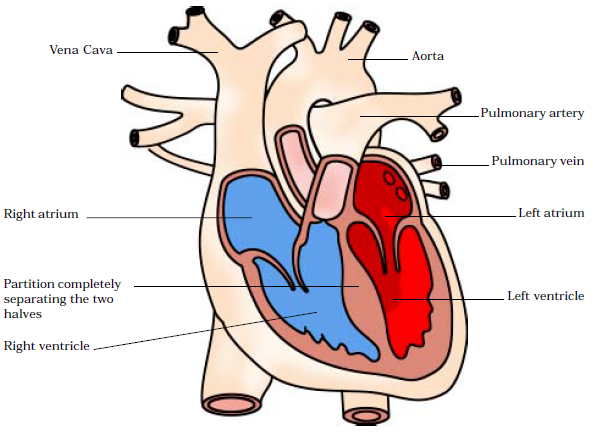 Vena Cava
Aorta
Pulmonary artery
Pulmonary vein
Right atrium
Left atrium
Partition completely
separating the two
halves
Left ventricle
Right ventricle